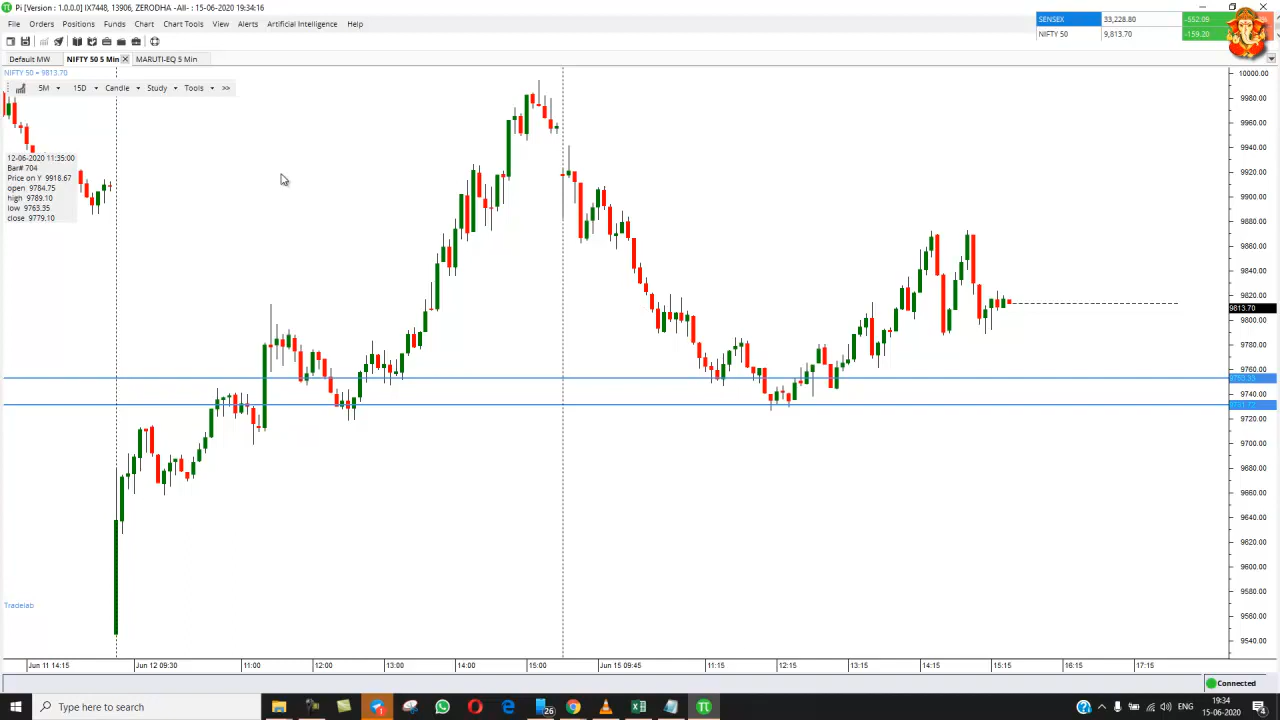 Pi [Version : 1.0.0.0] IX7448, 13906, ZERODHA -All- : 15-06-2020 19:34:16
File Orders Positions Funds Chart Chart Tools View Alerts Artificial Intelligence Help
SENSEX 33,228.80 -552.09
NIFTY 50 9,813.70 -159.20
Default MW NIFTY 50 5 Min MARUTI-EQ 5 Min
NIFTY 50 = 9813.70
5M 15D Candle Study Tools >>
12-06-2020 11:35:00
Bar# 704
Price on Y 9918.67
open 9784.75
high 9789.10
low 9763.35
close 9779.10
10000.00
9980.00
9960.00
9940.00
9920.00
9900.00
9880.00
9860.00
9840.00
9820.00
9813.70
9800.00
9780.00
9760.00
9740.00
9720.00
9700.00
9680.00
9660.00
9640.00
9620.00
9600.00
9580.00
9560.00
9540.00
Tradelab
Jun 11 14:15 Jun 12 09:30 11:00 12:00 13:00 14:00 15:00 Jun 15 09:45 11:15 12:15 13:15 14:15 15:15 16:15 17:15
Connected
Type here to search
26
ENG
19:34
15-06-2020